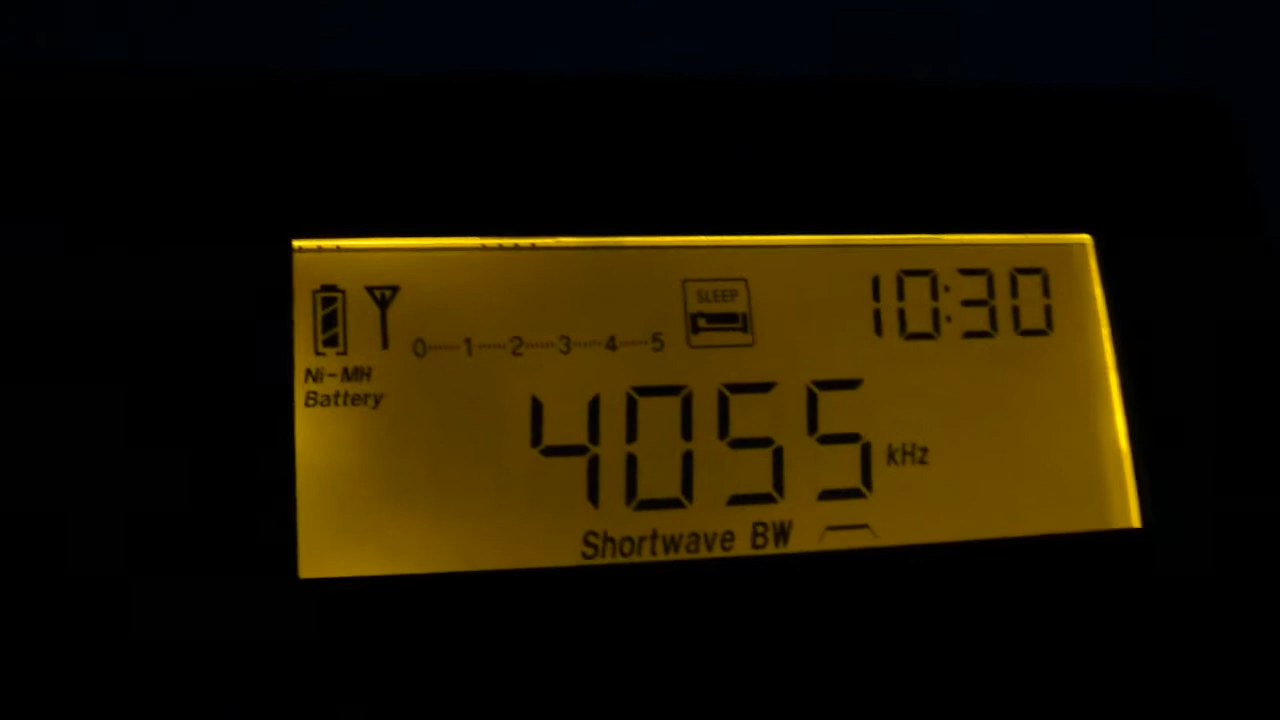 SLEEP
10:30
0 1 2 3 4 5
Ni-MH
Battery
4055 kHz
Shortwave BW